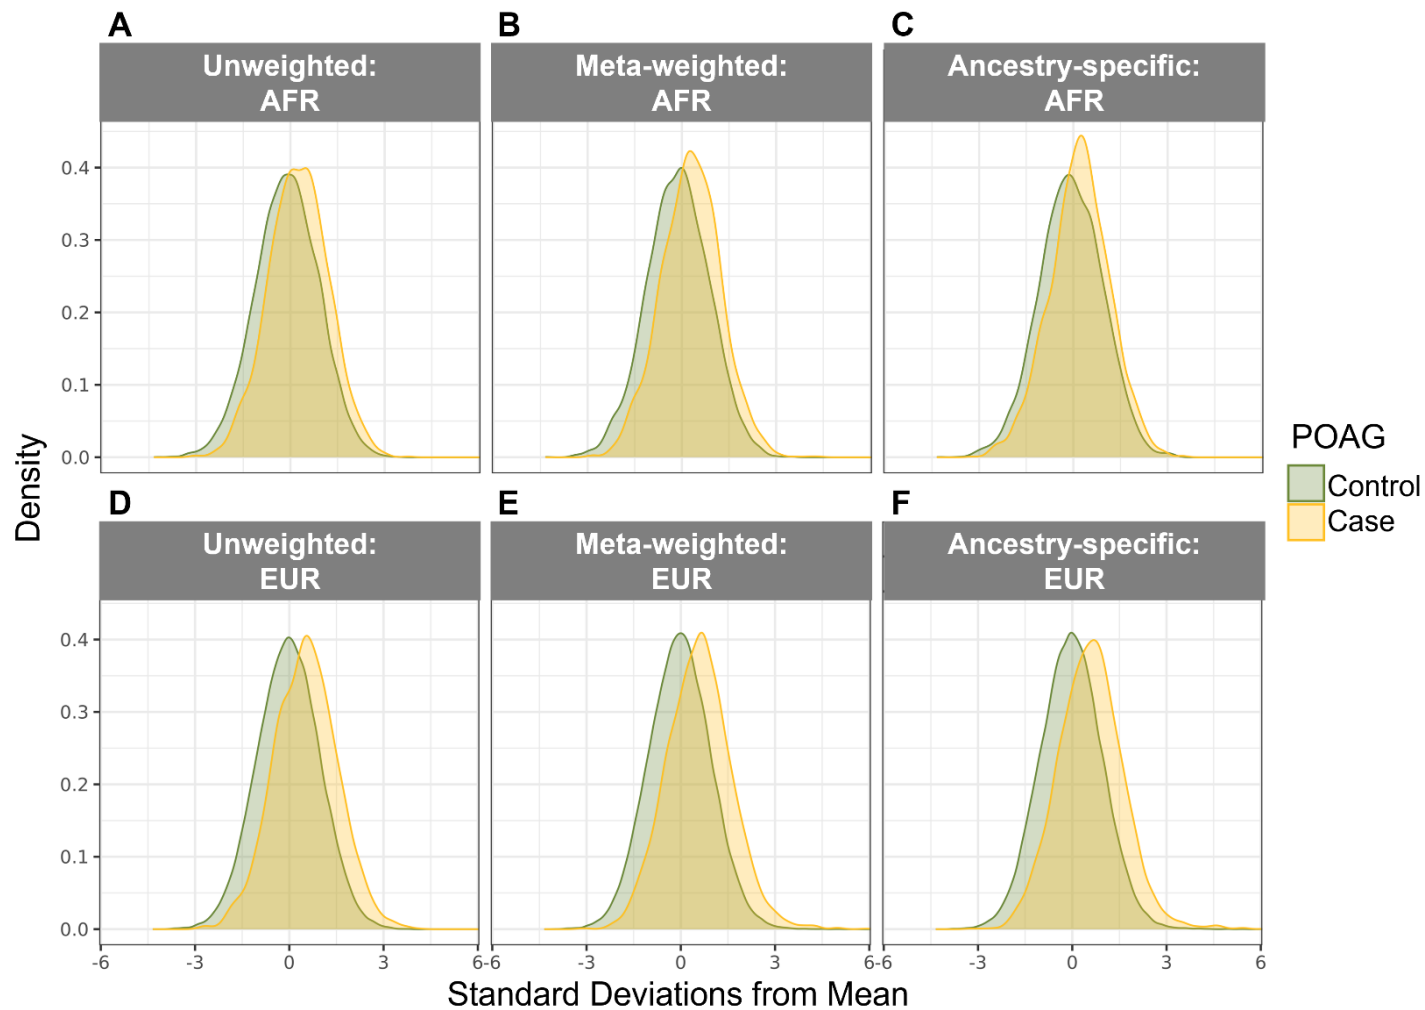 A
B
C
Unweighted:
AFR
Meta-weighted:
AFR
Ancestry-specific:
AFR
0.4
0.3
0.2
0.1
0.0
D
E
F
Unweighted:
EUR
Meta-weighted:
EUR
Ancestry-specific:
EUR
0.4
0.3
0.2
0.1
0.0
-6 -3 0 3 6
-6 -3 0 3 6
-6 -3 0 3 6
Density
Standard Deviations from Mean
POAG
Control
Case